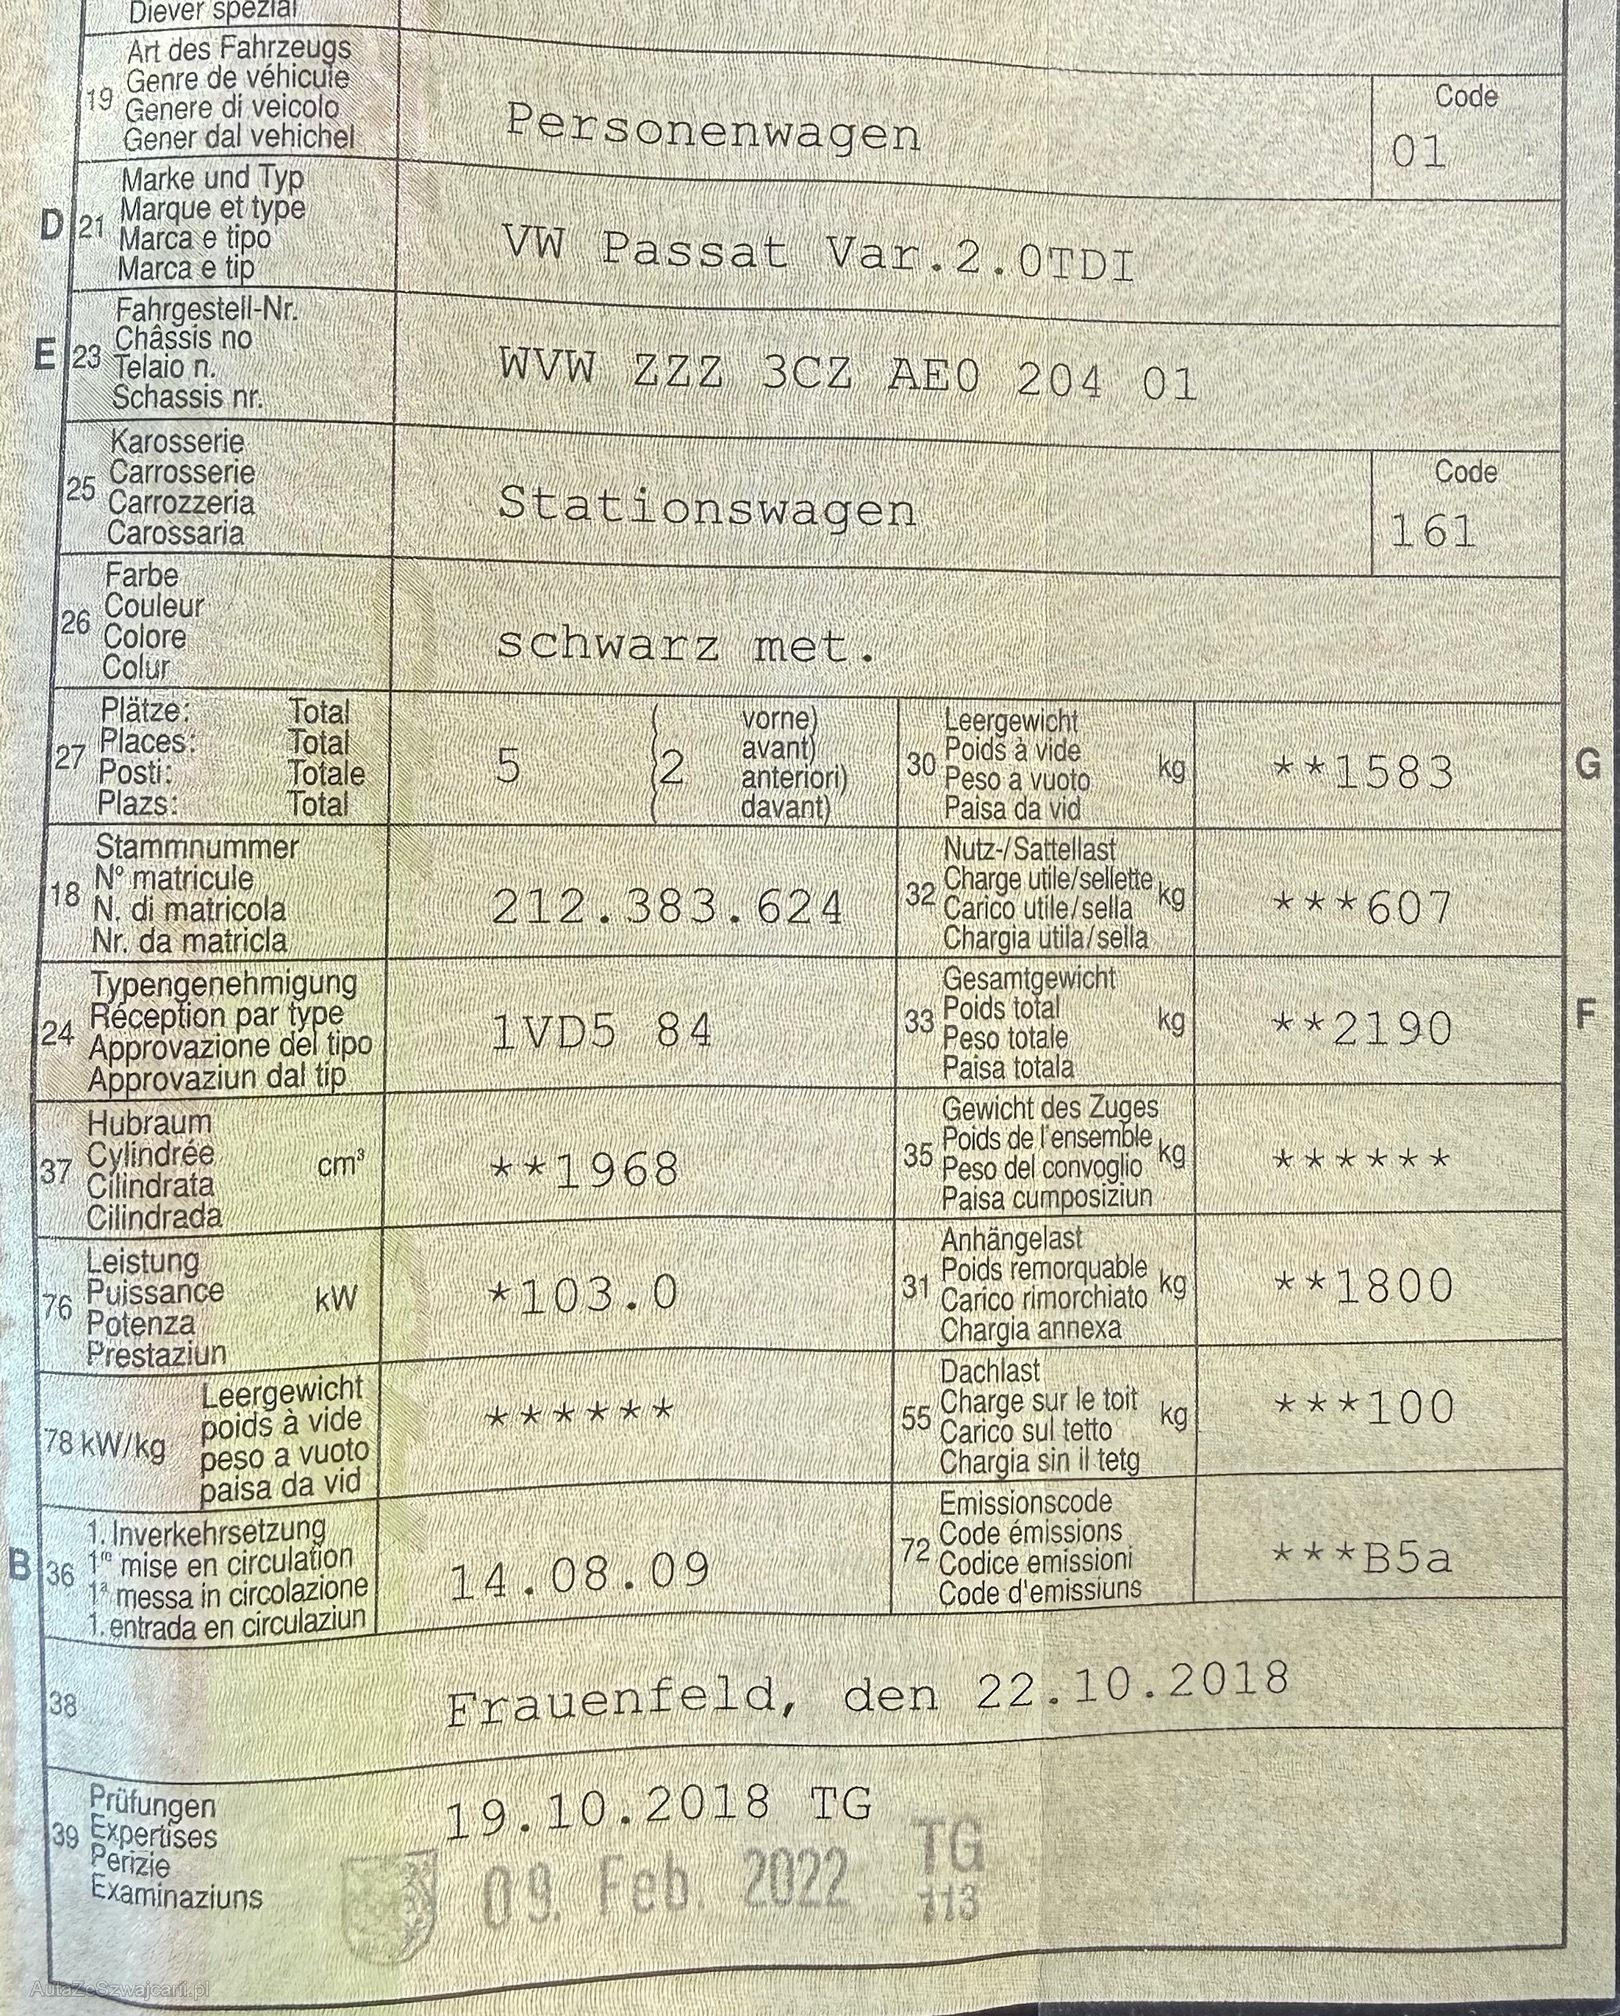 Diever spezial
19 Art des Fahrzeugs
Genre de véhicule
Genere di veicolo
Gener dal vehichel
Personenwagen
Code
01
D 21 Marke und Typ
Marque et type
Marca e tipo
Marca e tip
VW Passat Var.2.0TDI
E 23 Fahrgestell-Nr.
Châssis no
Telaio n.
Schassis nr.
WVW ZZZ 3CZ AE0 204 01
25 Karosserie
Carrosserie
Carrozzeria
Carossaria
Stationswagen
Code
161
26 Farbe
Couleur
Colore
Colur
schwarz met.
27 Plätze: Total
Places: Total
Posti: Totale
Plazs: Total
5 (2 vorne)
avant)
anteriori)
davant)
30 Leergewicht
Poids à vide
Peso a vuoto
Paisa da vid
kg
**1583
G
18 Stammnummer
N° matricule
N. di matricola
Nr. da matricla
212.383.624
32 Nutz-/Sattellast
Charge utile/sellette
Carico utile/sella
Chargia utila/sella
kg
***607
24 Typengenehmigung
Réception par type
Approvazione del tipo
Approvaziun dal tip
1VD5 84
33 Gesamtgewicht
Poids total
Peso totale
Paisa totala
kg
**2190
F
37 Hubraum
Cylindrée
Cilindrata
Cilindrada
cm³
**1968
35 Gewicht des Zuges
Poids de l'ensemble
Peso del convoglio
Paisa cumposiziun
kg
******
76 Leistung
Puissance
Potenza
Prestaziun
kW
*103.0
31 Anhängelast
Poids remorquable
Carico rimorchiato
Chargia annexa
kg
**1800
78 kW/kg Leergewicht
poids à vide
peso a vuoto
paisa da vid
******
55 Dachlast
Charge sur le toit
Carico sul tetto
Chargia sin il tetg
kg
***100
B 36 1. Inverkehrsetzung
1re mise en circulation
1a messa in circolazione
1. entrada en circulaziun
14.08.09
72 Emissionscode
Code émissions
Codice emissioni
Code d'emissiuns
***B5a
38 Frauenfeld, den 22.10.2018
39 Prüfungen
Expertises
Perizie
Examinaziuns
19.10.2018 TG
09. Feb. 2022 TG
113
AutaZeSzwajcarii.pl